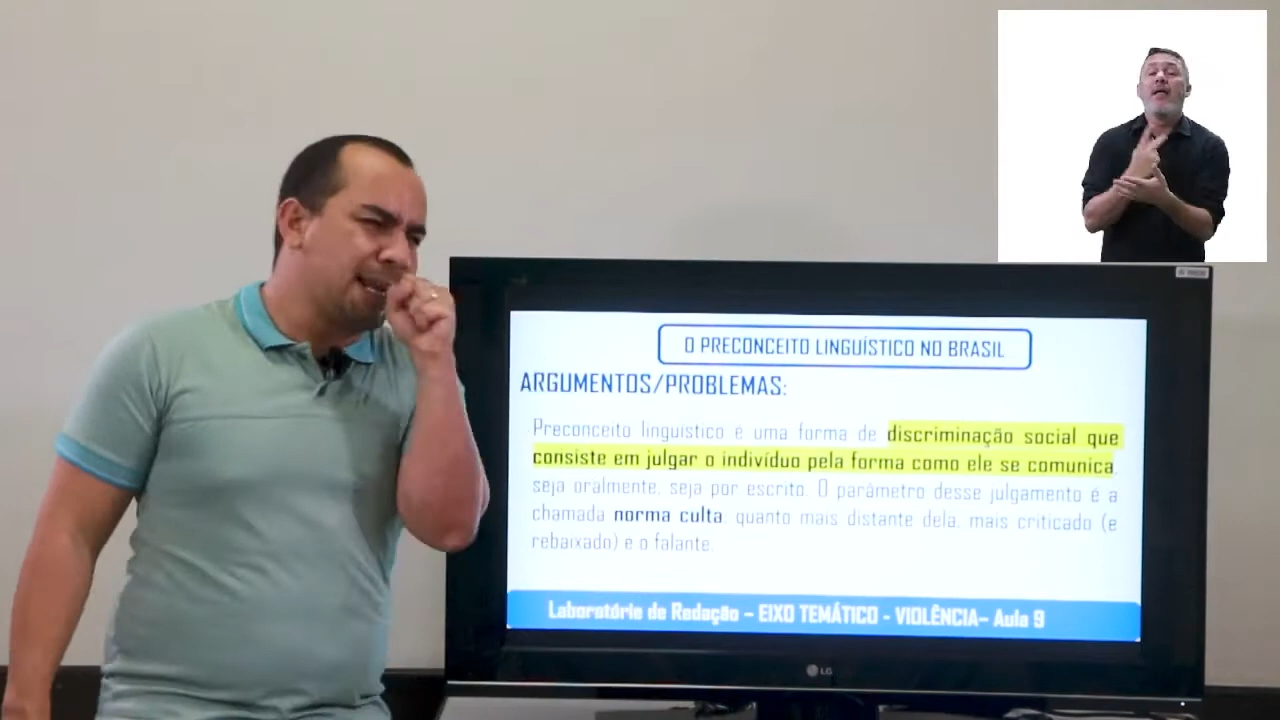 O PRECONCEITO LINGUÍSTICO NO BRASIL
ARGUMENTOS/PROBLEMAS:
Preconceito linguístico é uma forma de discriminação social que
consiste em julgar o indivíduo pela forma como ele se comunica,
seja oralmente, seja por escrito. O parâmetro desse julgamento é a
chamada norma culta: quanto mais distante dela, mais criticado (e
rebaixado) e o falante.
Laboratório de Redação – EIXO TEMÁTICO - VIOLÊNCIA– Aula 9
LG